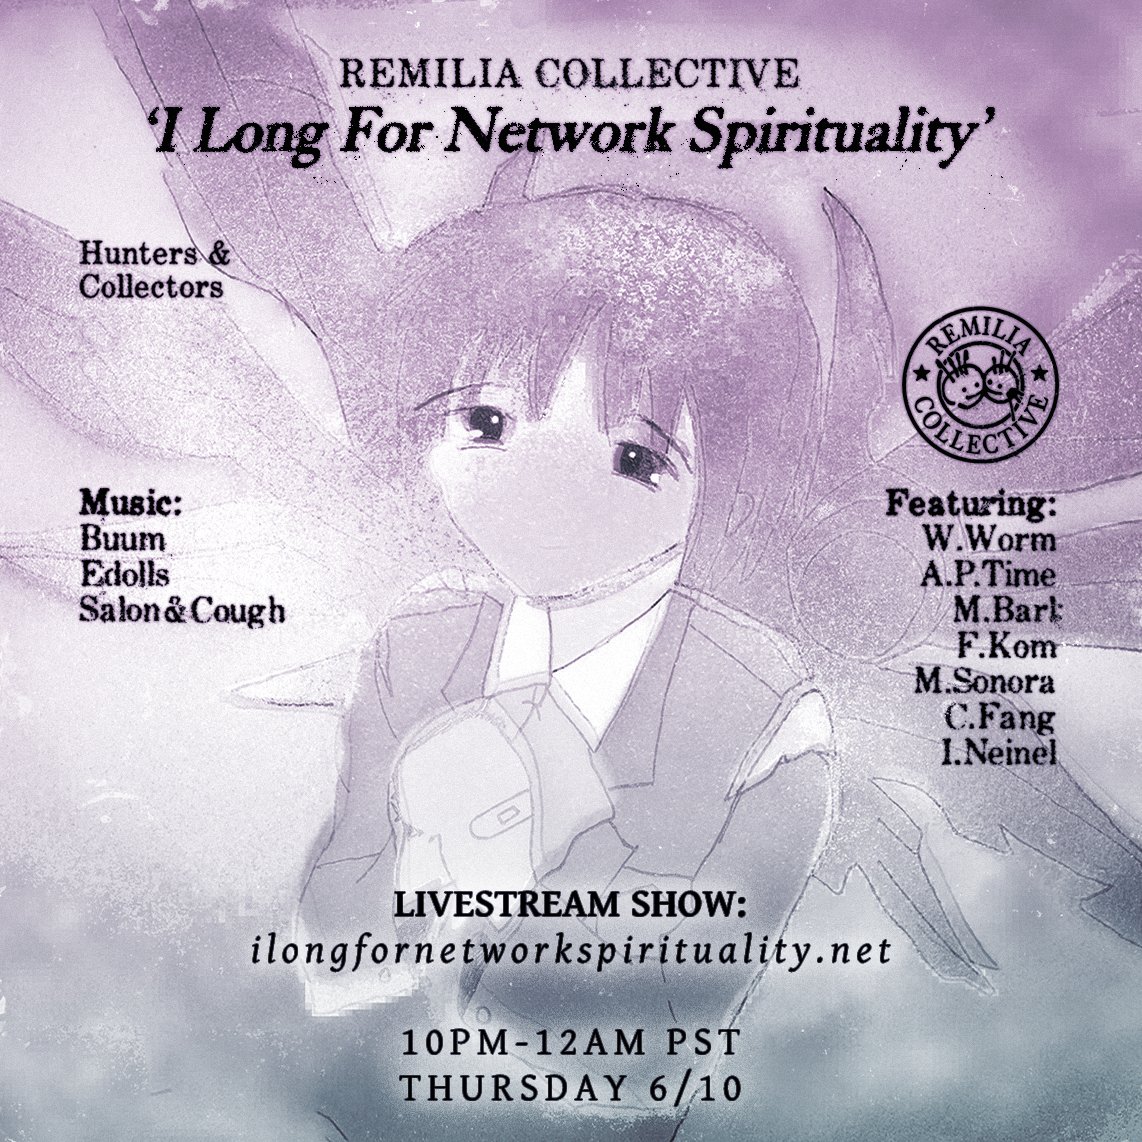 REMILIA COLLECTIVE
‘I Long For Network Spirituality’
Hunters &
Collectors
REMILIA
COLLECTIVE
Music:
Buum
Edolls
Salon&Cough
Featuring:
W.Worm
A.P.Time
M.Bark
F.Kom
M.Sonora
C.Fang
I.Neinel
LIVESTREAM SHOW:
ilongfornetworkspirituality.net
10PM-12AM PST
THURSDAY 6/10